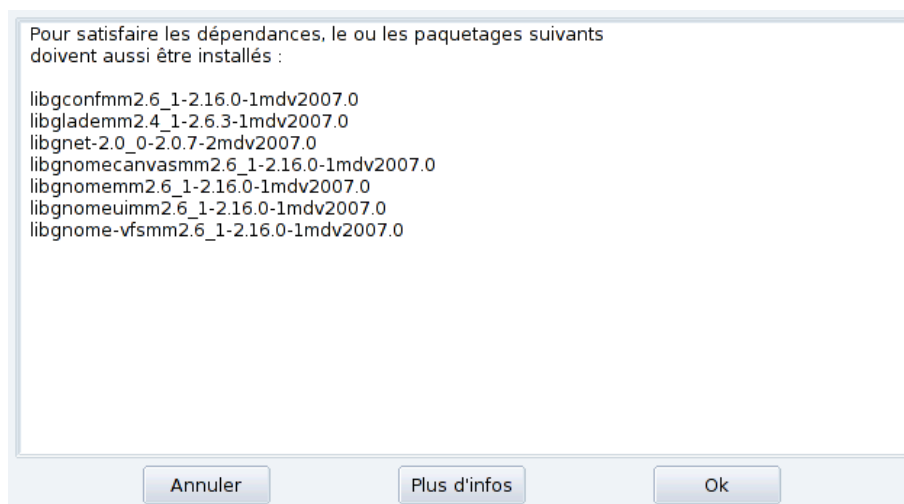 Pour satisfaire les dépendances, le ou les paquetages suivants
doivent aussi être installés :
libgconfmm2.6_1-2.16.0-1mdv2007.0
libglademm2.4_1-2.6.3-1mdv2007.0
libgnet-2.0_0-2.0.7-2mdv2007.0
libgnomecanvasmm2.6_1-2.16.0-1mdv2007.0
libgnomemm2.6_1-2.16.0-1mdv2007.0
libgnomeuimm2.6_1-2.16.0-1mdv2007.0
libgnome-vfsmm2.6_1-2.16.0-1mdv2007.0
Annuler Plus d'infos Ok